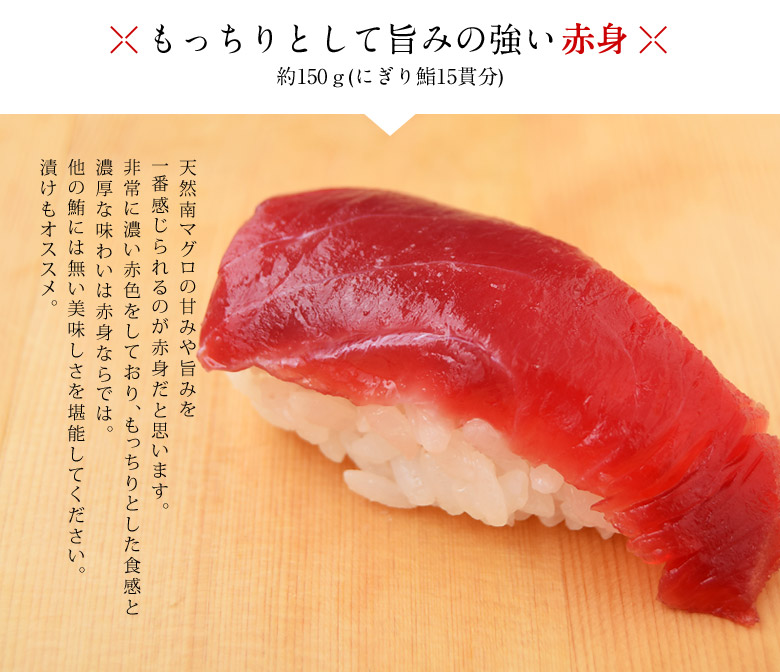 もっちりとして旨みの強い赤身
約150g(にぎり鮨15貫分)
天然南マグロの甘みや旨みを
一番感じられるのが赤身だと思います。
非常に濃い赤色をしており、もっちりとした食感と
濃厚な味わいは赤身ならでは。
他の鮪には無い美味しさを堪能してください。
漬けもオススメ。